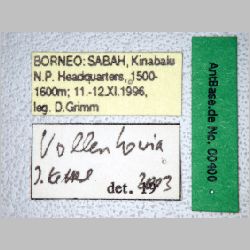 BORNEO: SABAH, Kinabalu
N.P. Headquarters, 1500-
1600m; 11.-12.XI.1996,
leg. D.Grimm
Vollenhovia
det. 19
AntBase.de No. 00400